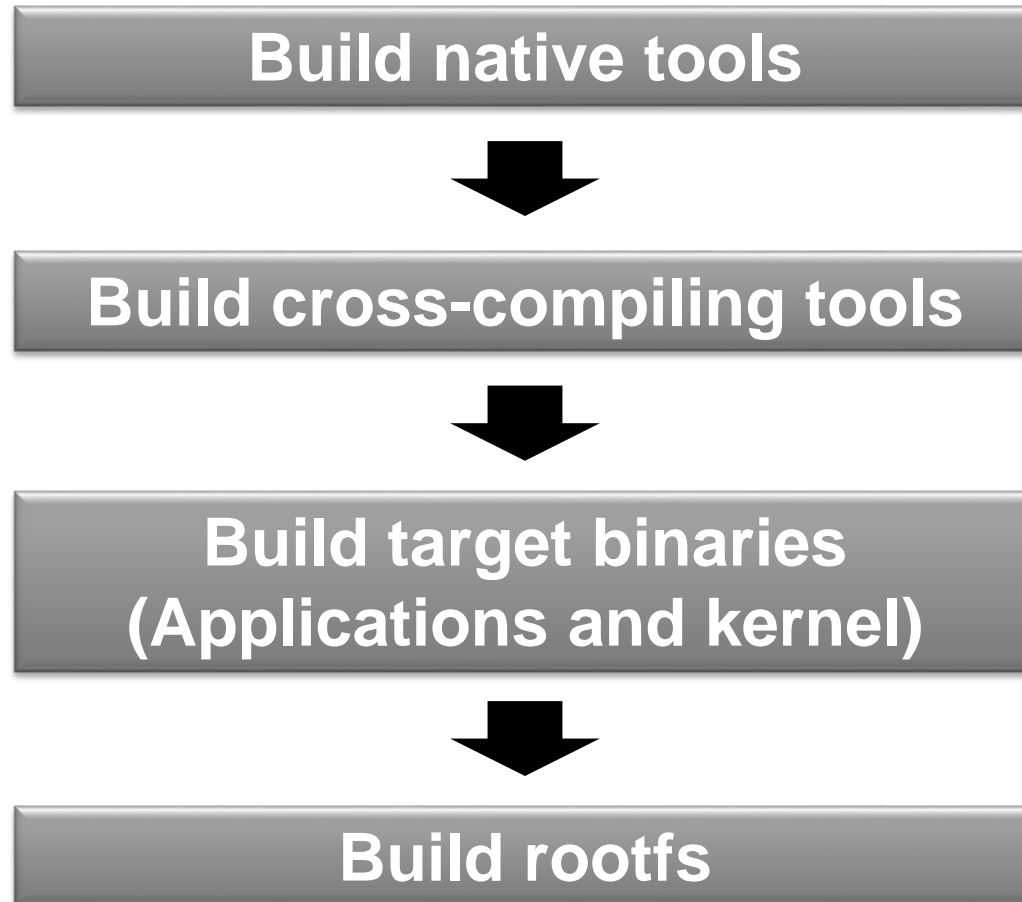 Build native tools
Build cross-compiling tools
Build target binaries
(Applications and kernel)
Build rootfs